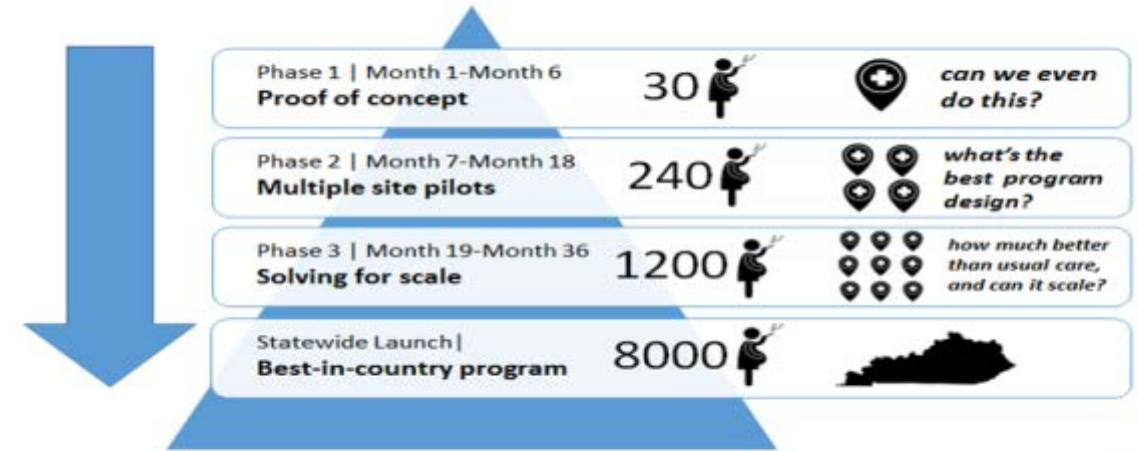 Phase 1 | Month 1-Month 6
Proof of concept
30
can we even
do this?
Phase 2 | Month 7-Month 18
Multiple site pilots
240
what's the
best program
design?
Phase 3 | Month 19-Month 36
Solving for scale
1200
how much better
than usual care,
and can it scale?
Statewide Launch|
Best-in-country program
8000